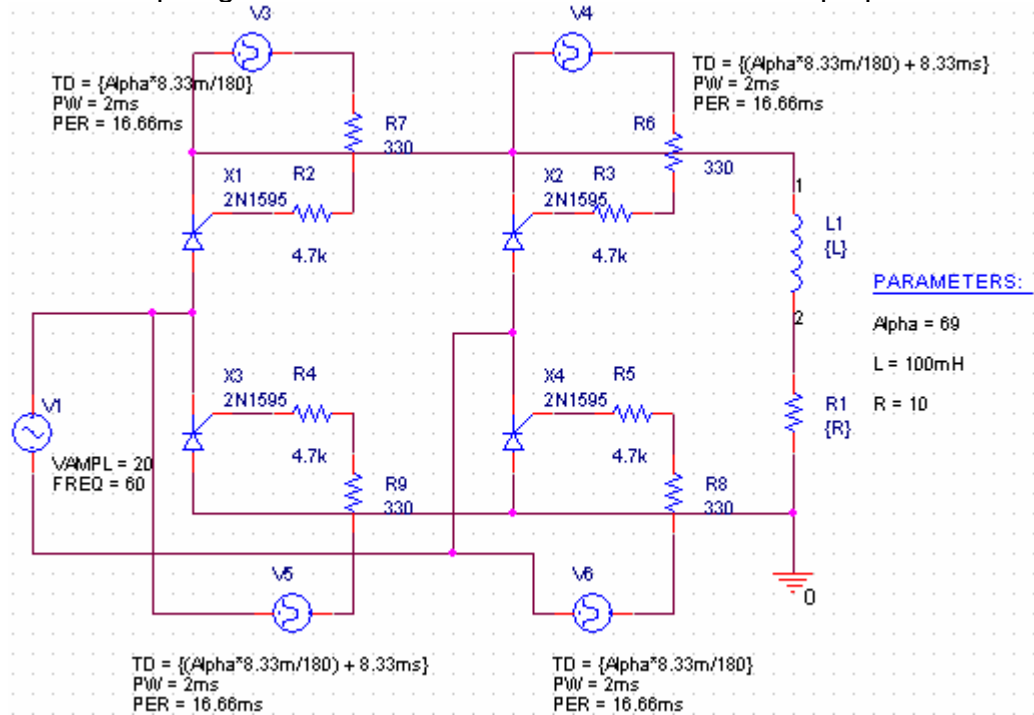 V3
V4
TD = {Alpha*8.33m/180}
PW = 2ms
PER = 16.66ms
TD = {(Alpha*8.33m/180) + 8.33ms}
PW = 2ms
PER = 16.66ms
R7
330
R6
330
X1
2N1595
R2
4.7k
X2
2N1595
R3
4.7k
1
L1
{L}
2
PARAMETERS:
Alpha = 69
L = 100mH
R = 10
X3
2N1595
R4
4.7k
X4
2N1595
R5
4.7k
R1
{R}
V1
VAMPL = 20
FREQ = 60
R9
330
R8
330
V5
V6
0
TD = {(Alpha*8.33m/180) + 8.33ms}
PW = 2ms
PER = 16.66ms
TD = {Alpha*8.33m/180}
PW = 2ms
PER = 16.66ms